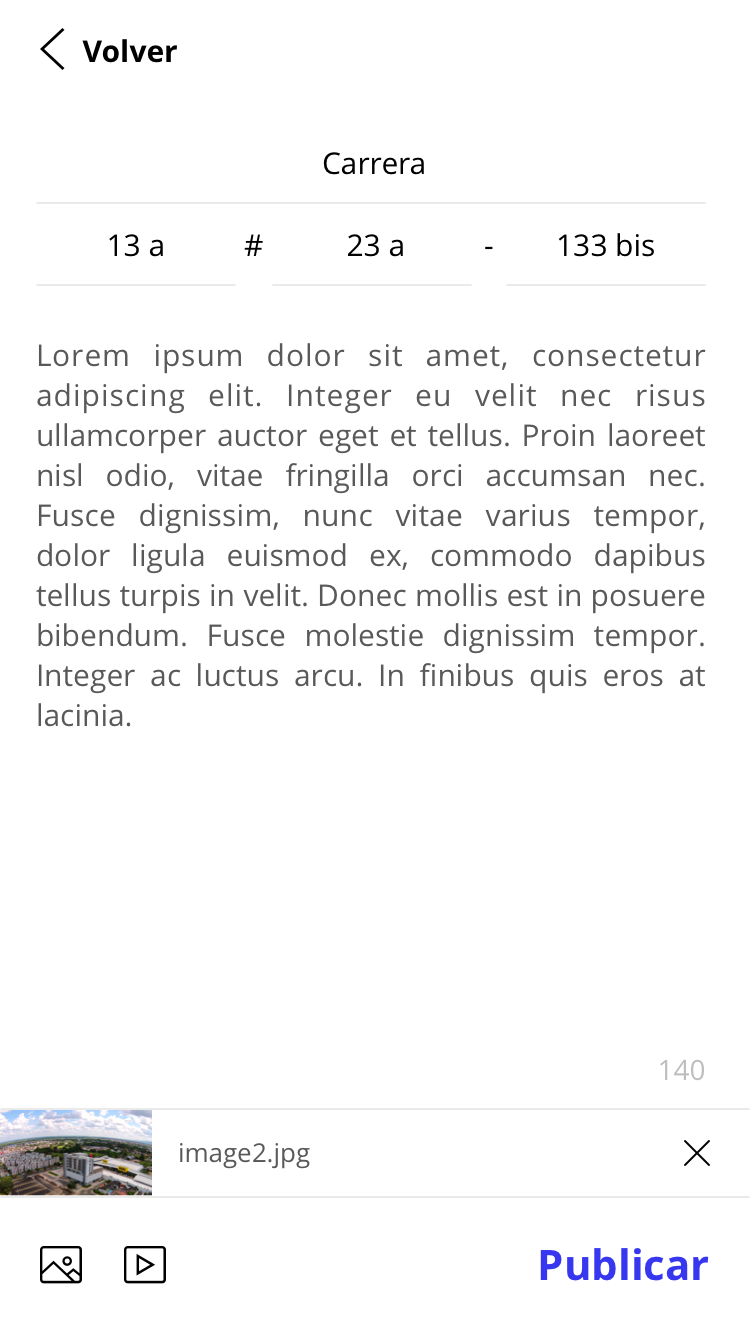 Volver
Carrera
13 a # 23 a - 133 bis
Lorem ipsum dolor sit amet, consectetur
adipiscing elit. Integer eu velit nec risus
ullamcorper auctor eget et tellus. Proin laoreet
nisl odio, vitae fringilla orci accumsan nec.
Fusce dignissim, nunc vitae varius tempor,
dolor ligula euismod ex, commodo dapibus
tellus turpis in velit. Donec mollis est in posuere
bibendum. Fusce molestie dignissim tempor.
Integer ac luctus arcu. In finibus quis eros at
lacinia.
140
image2.jpg
Publicar